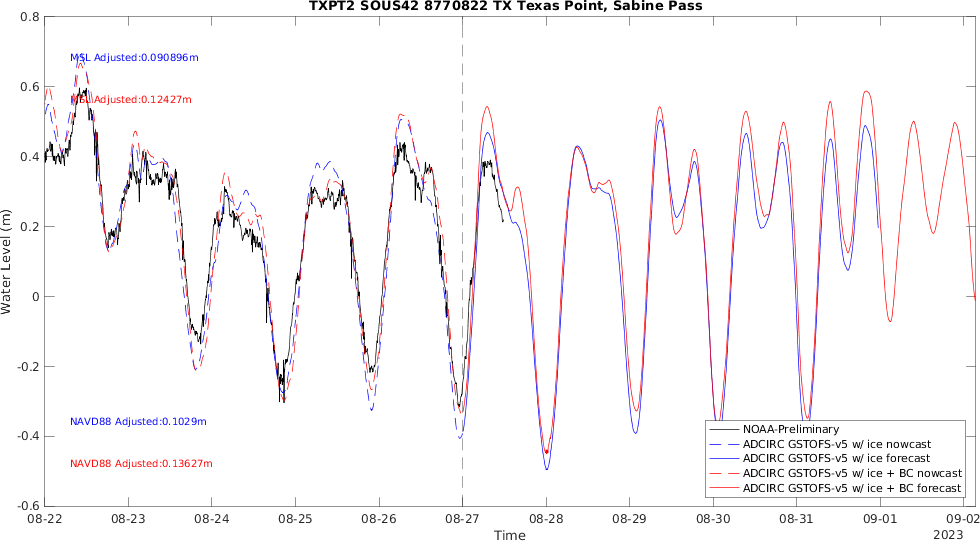 TXPT2 SOUS42 8770822 TX Texas Point, Sabine Pass
0.8
0.6
0.4
0.2
0
-0.2
-0.4
-0.6
Water Level (m)
MSL Adjusted:0.090896m
MSL Adjusted:0.12427m
NAVD88 Adjusted:0.1029m
NAVD88 Adjusted:0.13627m
NOAA-Preliminary
ADCIRC GSTOFS-v5 w/ ice nowcast
ADCIRC GSTOFS-v5 w/ ice forecast
ADCIRC GSTOFS-v5 w/ ice + BC nowcast
ADCIRC GSTOFS-v5 w/ ice + BC forecast
08-22 08-23 08-24 08-25 08-26 08-27 08-28 08-29 08-30 08-31 09-01 09-02
Time
2023